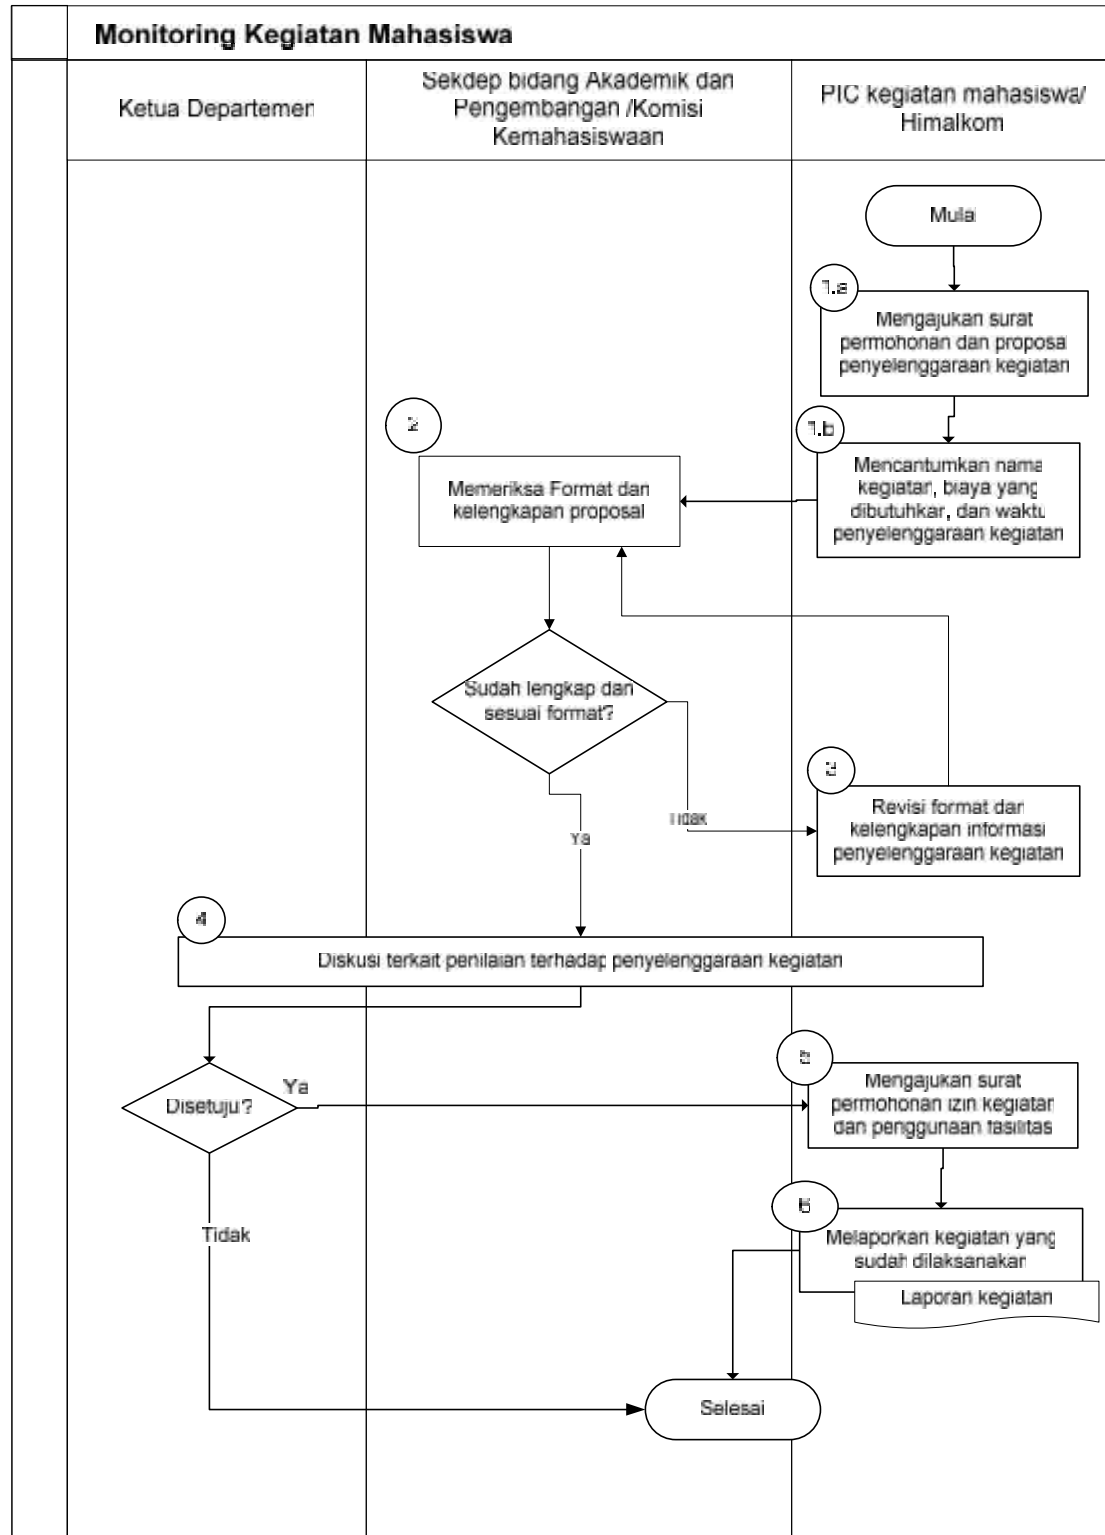 Monitoring Kegiatan Mahasiswa
Ketua Departemen
Sekdep bidang Akademik dan
Pengembangan /Komisi
Kemahasiswaan
PIC kegiatan mahasiswa/
Himalkom
Mulai
1.a
Mengajukan surat
permohonan dan proposal
penyelenggaraan kegiatan
1.b
Mencantumkan nama
kegiatan, biaya yang
dibutuhkan, dan waktu
penyelenggaraan kegiatan
2
Memeriksa Format dan
kelengkapan proposal
Sudah lengkap dan
sesuai format?
Tidak
Ya
Revisi format dan
kelengkapan informasi
penyelenggaraan kegiatan
4
Diskusi terkait penilaian terhadap penyelenggaraan kegiatan
Disetujui?
Ya
Tidak
5
Mengajukan surat
permohonan izin kegiatan
dan penggunaan fasilitas
6
Melaporkan kegiatan yang
sudah dilaksanakan
Laporan kegiatan
Selesai